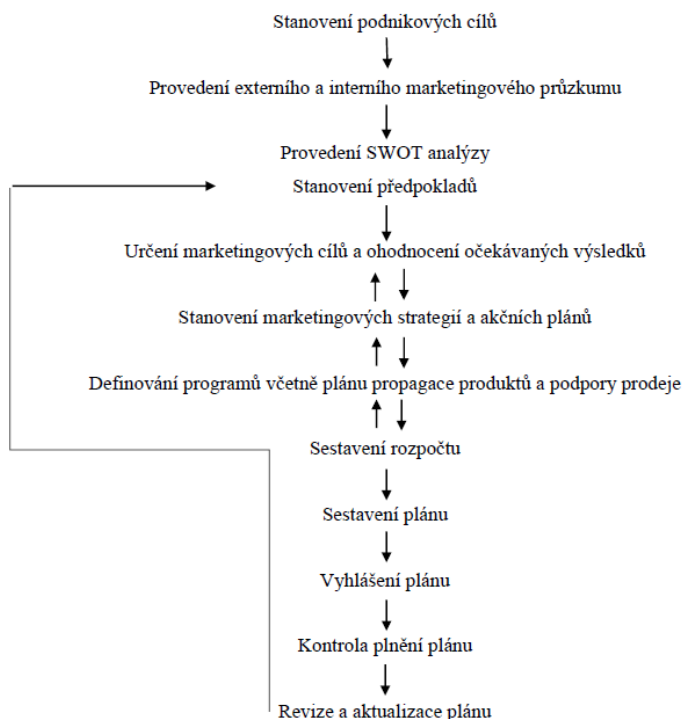 Stanovení podnikových cílů
Provedení externího a interního marketingového průzkumu
Provedení SWOT analýzy
Stanovení předpokladů
Určení marketingových cílů a ohodnocení očekávaných výsledků
Stanovení marketingových strategií a akčních plánů
Definování programů včetně plánu propagace produktů a podpory prodeje
Sestavení rozpočtu
Sestavení plánu
Vyhlášení plánu
Kontrola plnění plánu
Revize a aktualizace plánu